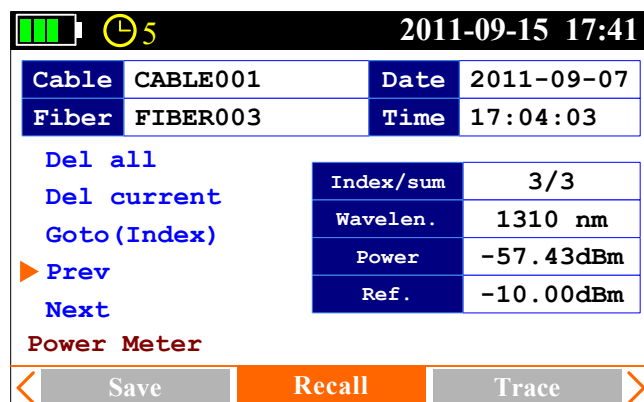 5 2011-09-15 17:41
Cable CABLE001 Date 2011-09-07
Fiber FIBER003 Time 17:04:03
Del all
Del current
Goto(Index)
Prev
Next
Power Meter
Index/sum 3/3
Wavelen. 1310 nm
Power -57.43dBm
Ref. -10.00dBm
Save Recall Trace